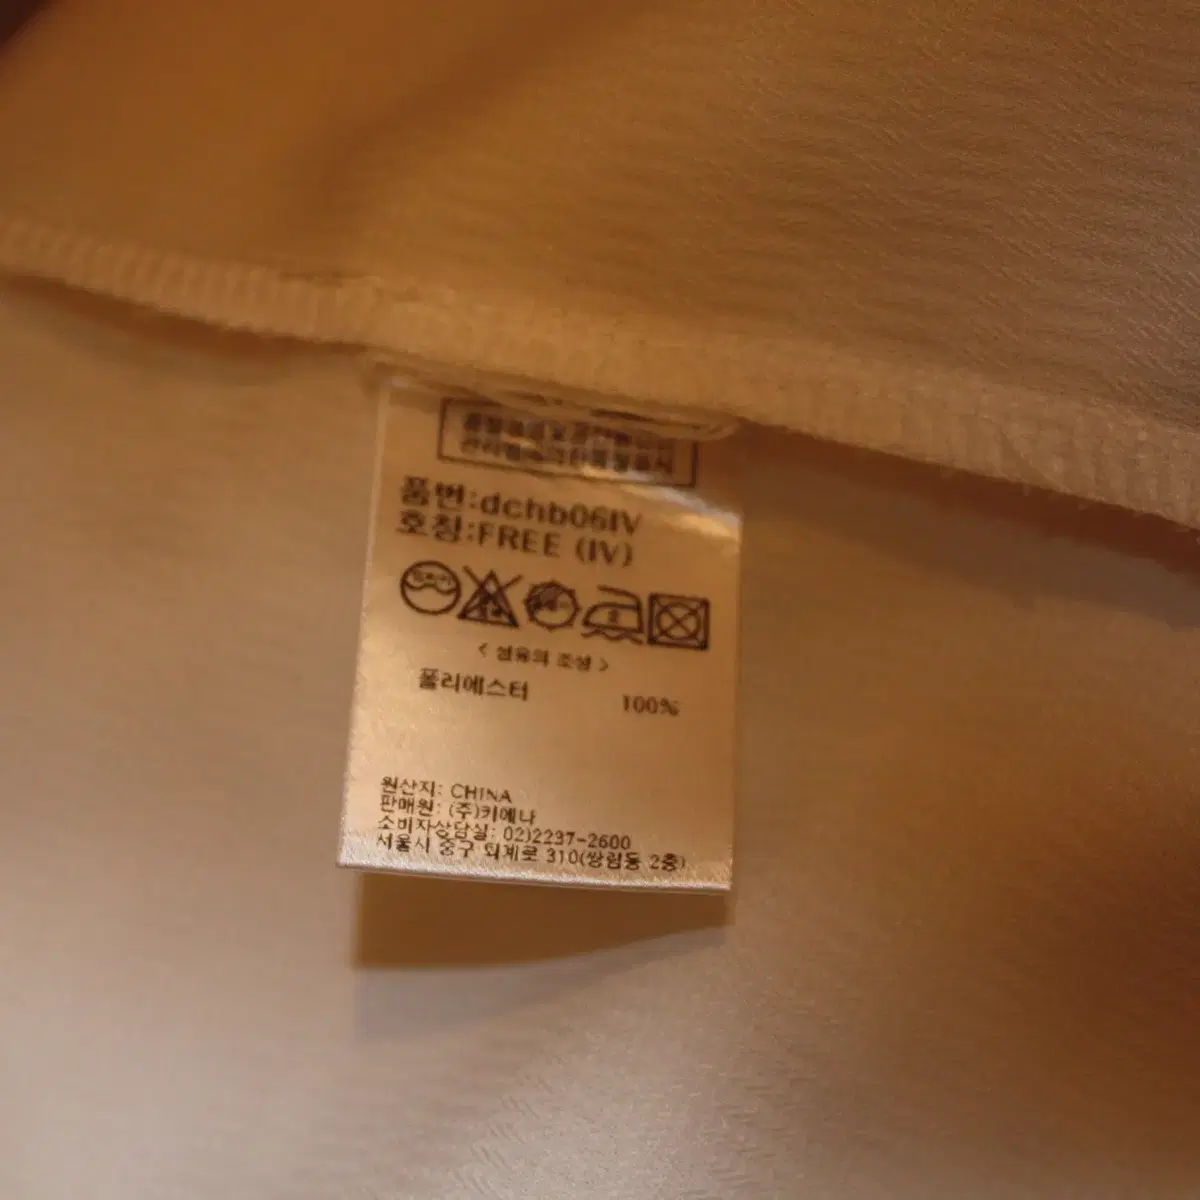 품번:dchb06IV
호칭:FREE (IV)
< 섬유의 조성 >
폴리에스터 100%
원산지: CHINA
판매원: (주)키에나
소비자상담실: 02)2237-2600
서울시 중구 퇴계로 310(쌍림동 2층)